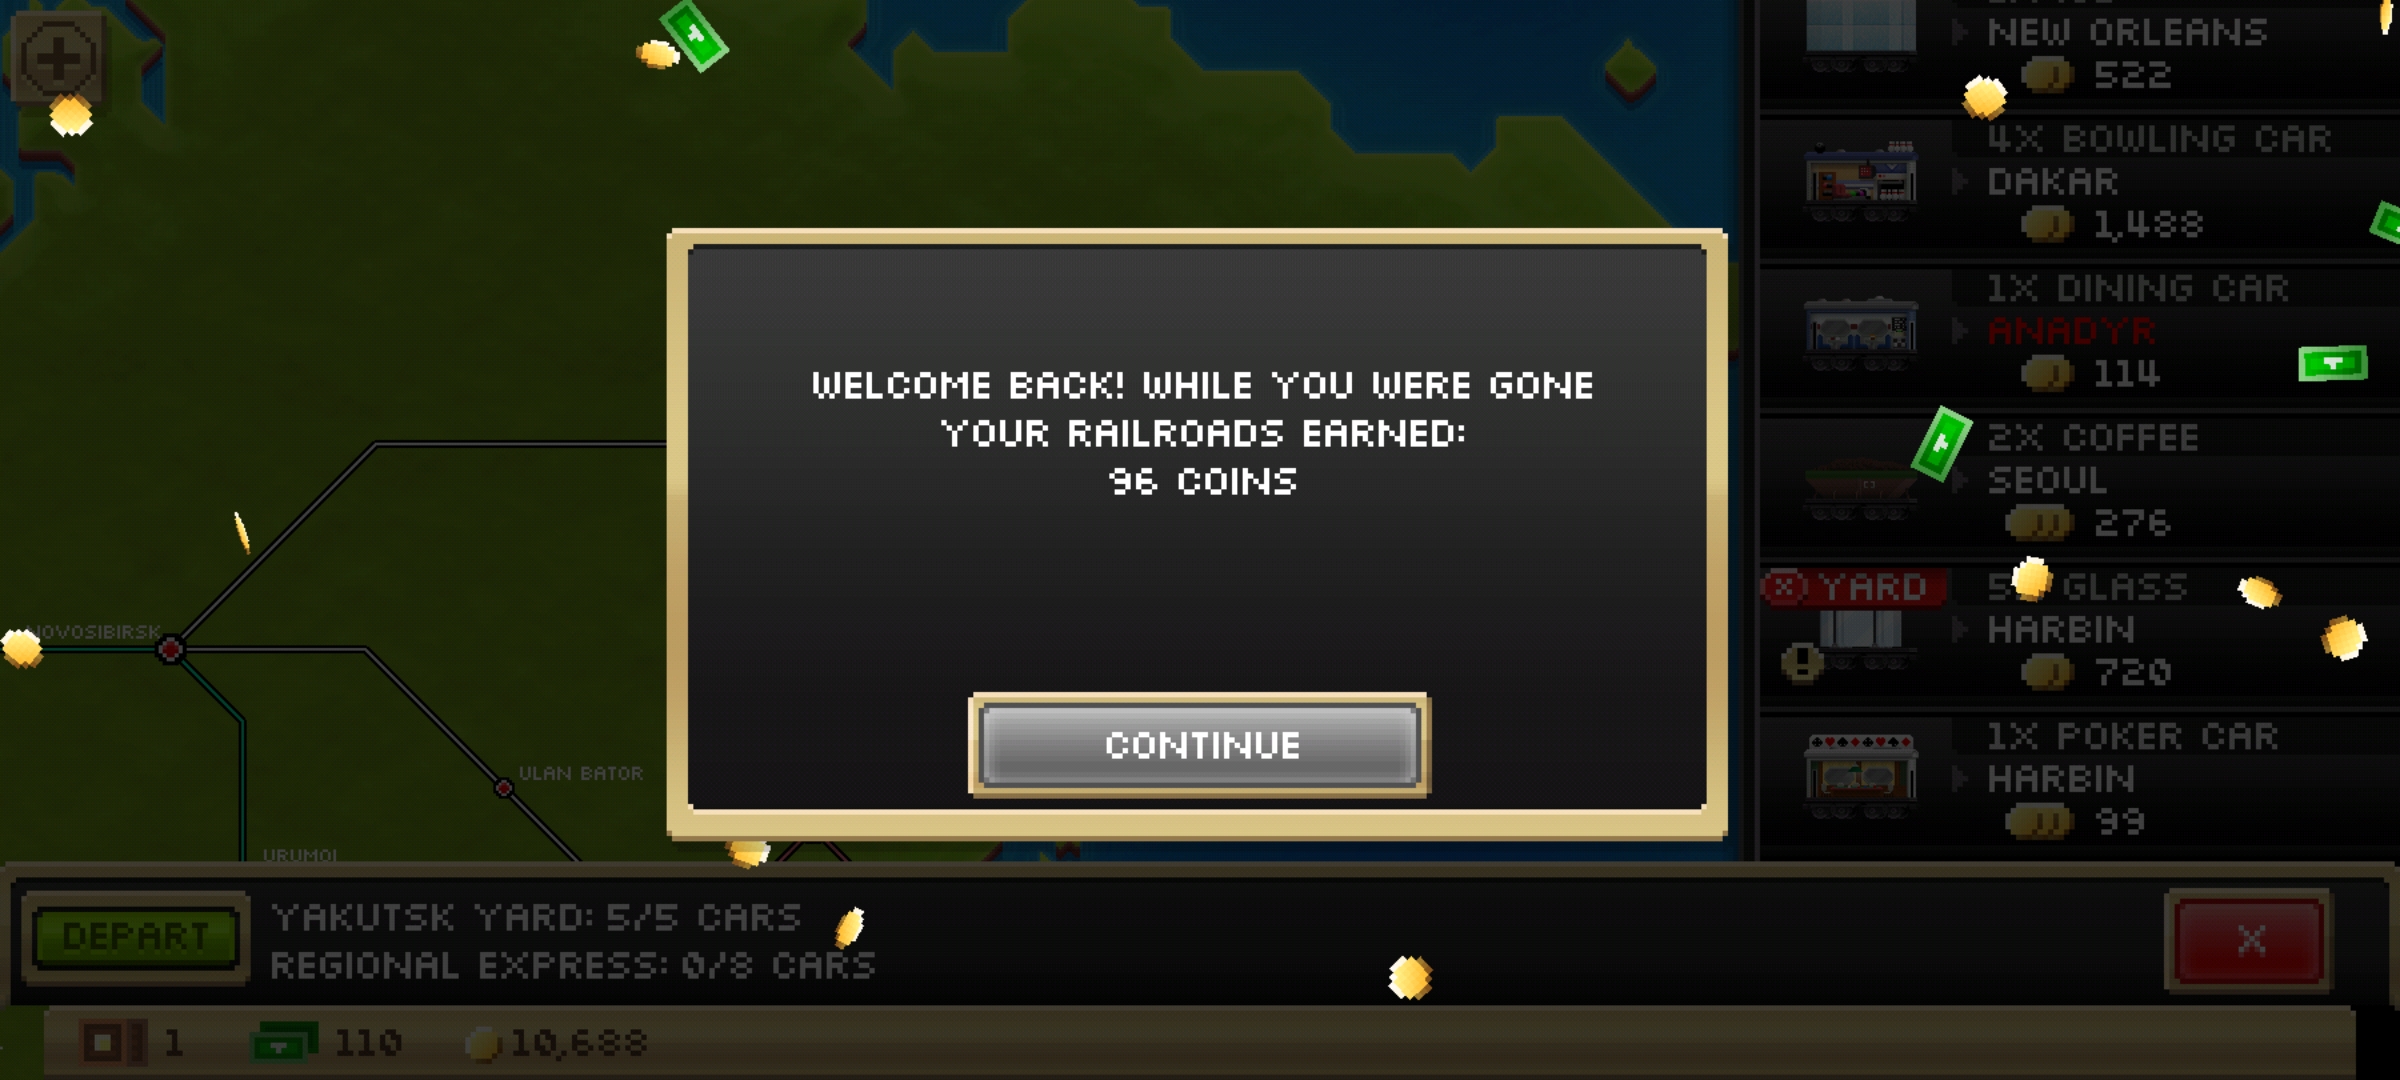 NEW ORLEANS
522
4X BOWLING CAR
DAKAR
1,488
1X DINING CAR
ANADYR
114
2X COFFEE
SEOUL
276
YARD
GLASS
HARBIN
720
1X POKER CAR
HARBIN
99
WELCOME BACK! WHILE YOU WERE GONE
YOUR RAILROADS EARNED:
96 COINS
CONTINUE
NOVOSIBIRSK
ULAN BATOR
DEPART
YAKUTSK YARD: 5/5 CARS
REGIONAL EXPRESS: 0/8 CARS
X
1
110
10,688